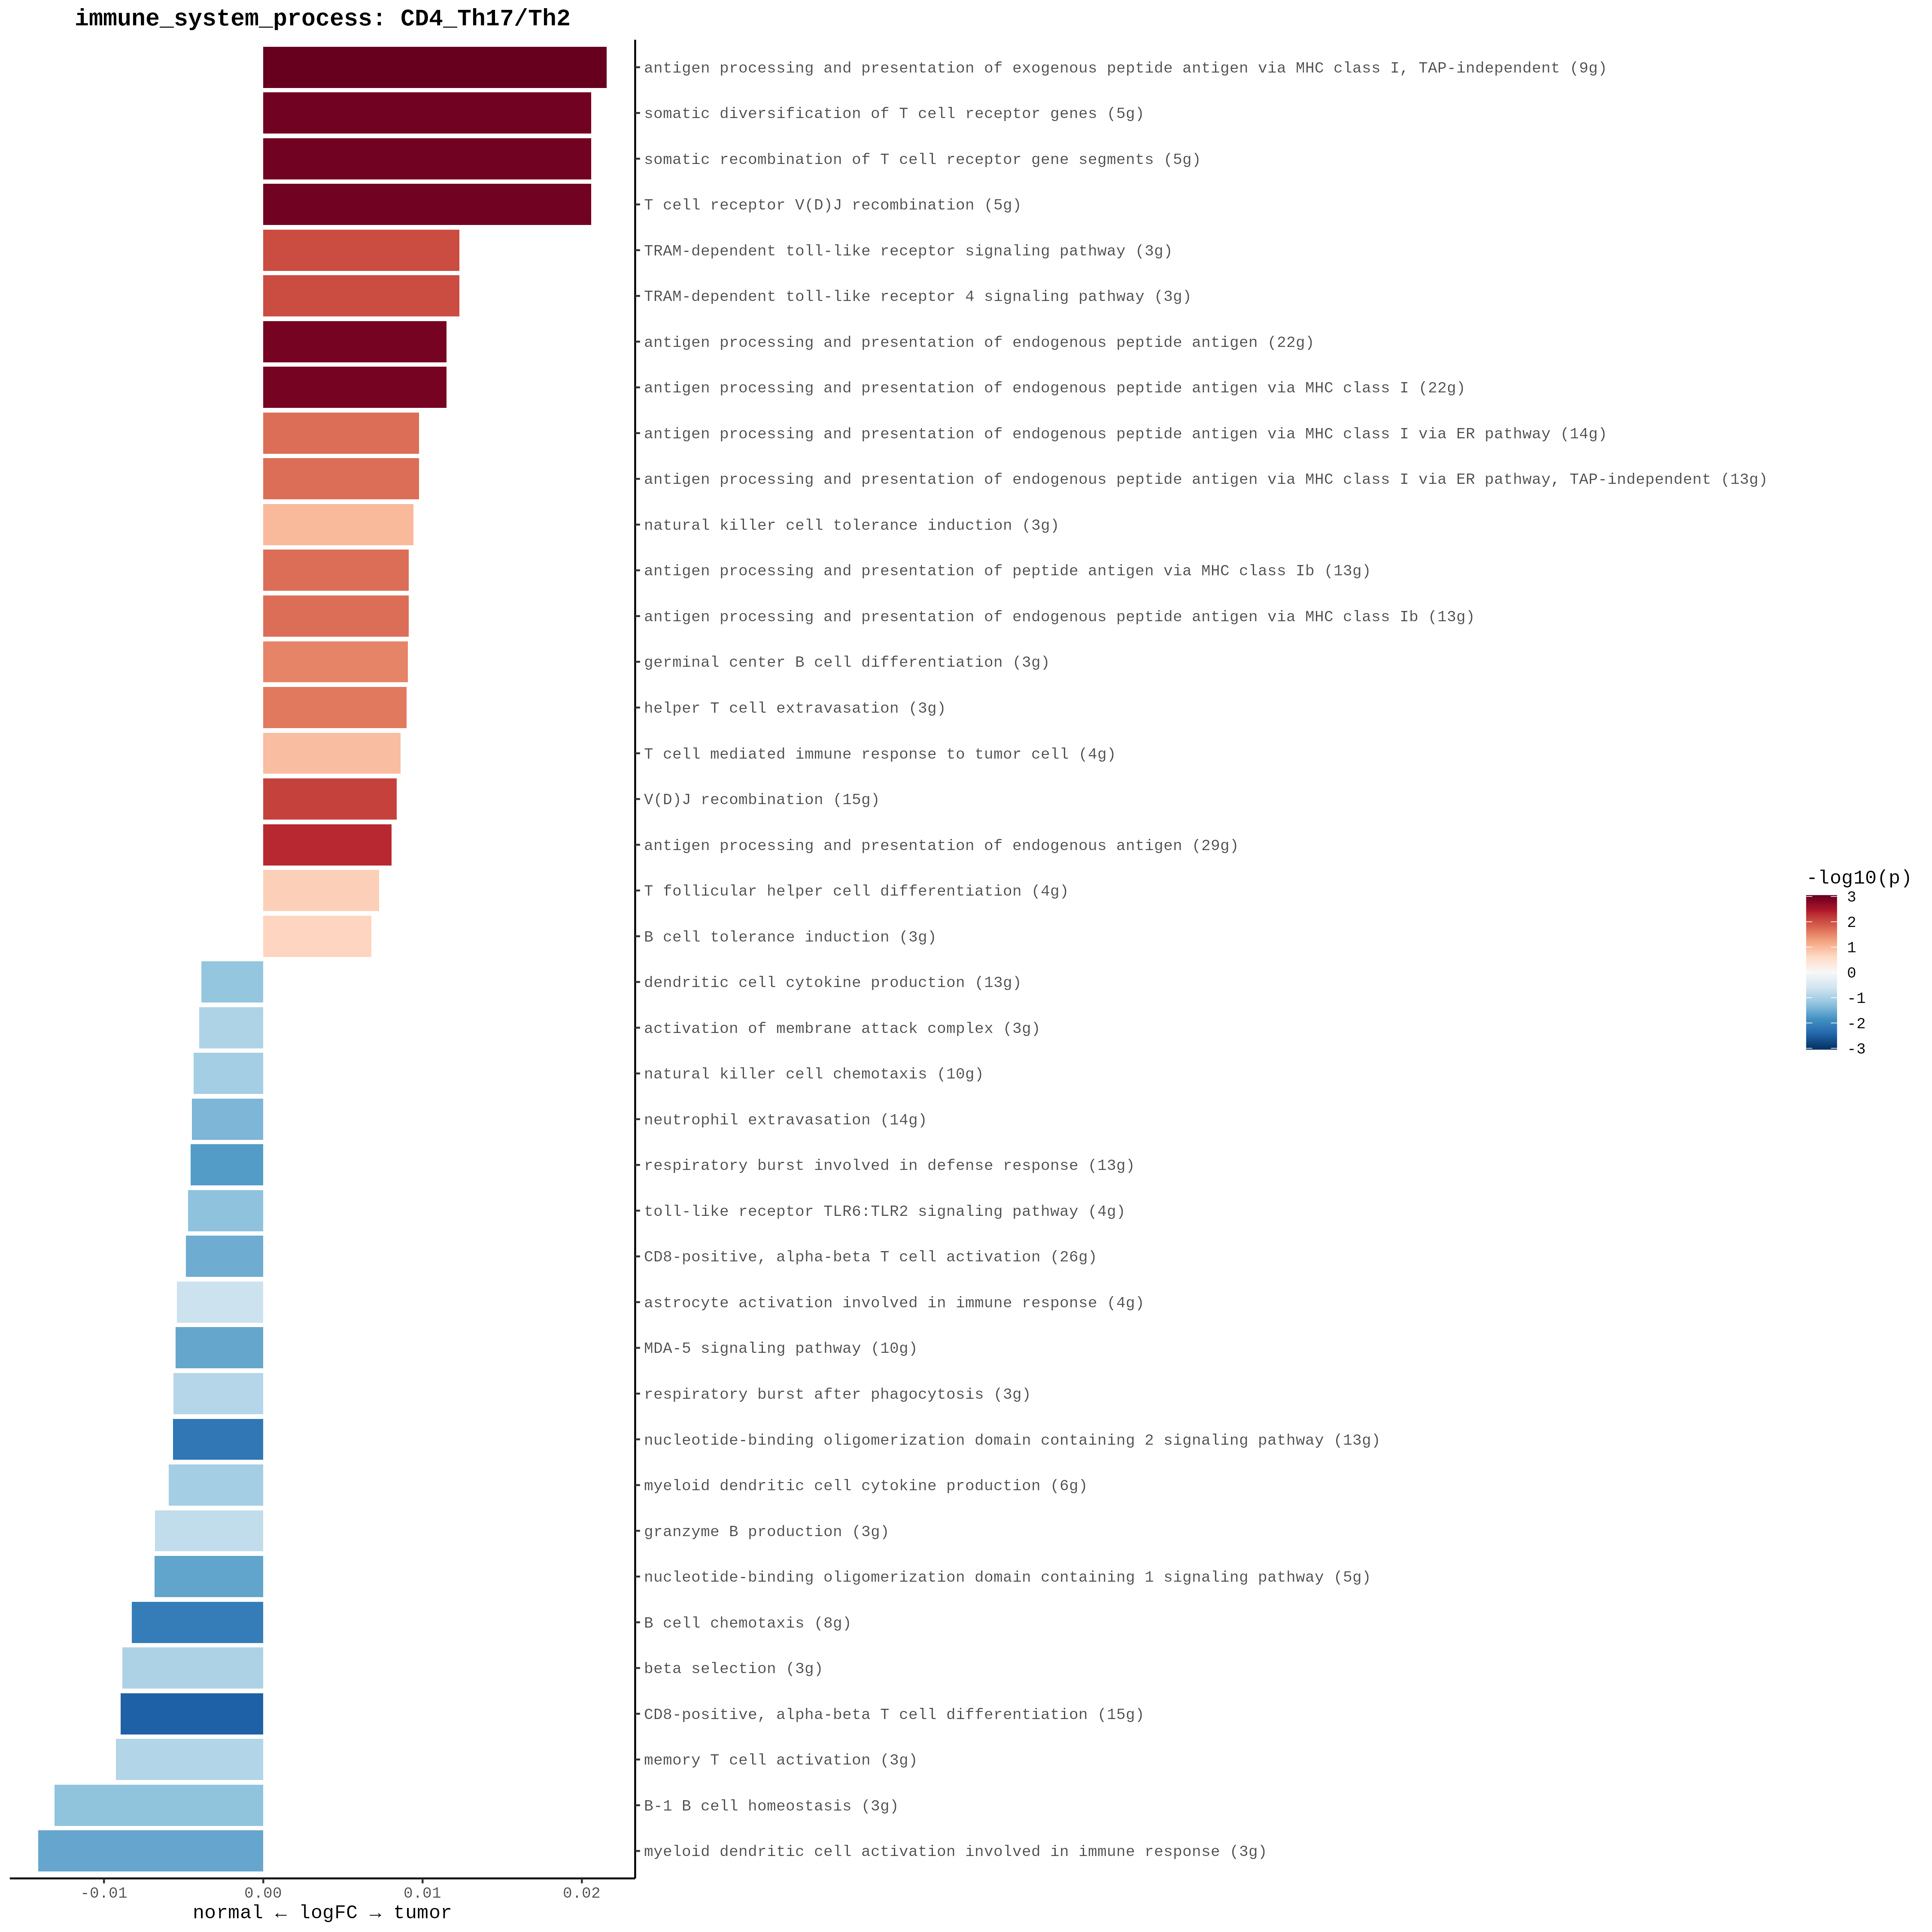 immune_system_process: CD4_Th17/Th2
antigen processing and presentation of exogenous peptide antigen via MHC class I, TAP-independent (9g)
somatic diversification of T cell receptor genes (5g)
somatic recombination of T cell receptor gene segments (5g)
T cell receptor V(D)J recombination (5g)
TRAM-dependent toll-like receptor signaling pathway (3g)
TRAM-dependent toll-like receptor 4 signaling pathway (3g)
antigen processing and presentation of endogenous peptide antigen (22g)
antigen processing and presentation of endogenous peptide antigen via MHC class I (22g)
antigen processing and presentation of endogenous peptide antigen via MHC class I via ER pathway (14g)
antigen processing and presentation of endogenous peptide antigen via MHC class I via ER pathway, TAP-independent (13g)
natural killer cell tolerance induction (3g)
antigen processing and presentation of peptide antigen via MHC class Ib (13g)
antigen processing and presentation of endogenous peptide antigen via MHC class Ib (13g)
germinal center B cell differentiation (3g)
helper T cell extravasation (3g)
T cell mediated immune response to tumor cell (4g)
V(D)J recombination (15g)
antigen processing and presentation of endogenous antigen (29g)
T follicular helper cell differentiation (4g)
B cell tolerance induction (3g)
dendritic cell cytokine production (13g)
activation of membrane attack complex (3g)
natural killer cell chemotaxis (10g)
neutrophil extravasation (14g)
respiratory burst involved in defense response (13g)
toll-like receptor TLR6:TLR2 signaling pathway (4g)
CD8-positive, alpha-beta T cell activation (26g)
astrocyte activation involved in immune response (4g)
MDA-5 signaling pathway (10g)
respiratory burst after phagocytosis (3g)
nucleotide-binding oligomerization domain containing 2 signaling pathway (13g)
myeloid dendritic cell cytokine production (6g)
granzyme B production (3g)
nucleotide-binding oligomerization domain containing 1 signaling pathway (5g)
B cell chemotaxis (8g)
beta selection (3g)
CD8-positive, alpha-beta T cell differentiation (15g)
memory T cell activation (3g)
B-1 B cell homeostasis (3g)
myeloid dendritic cell activation involved in immune response (3g)
-0.01 0.00 0.01 0.02
normal ← logFC → tumor
-log10(p)
3
2
1
0
-1
-2
-3